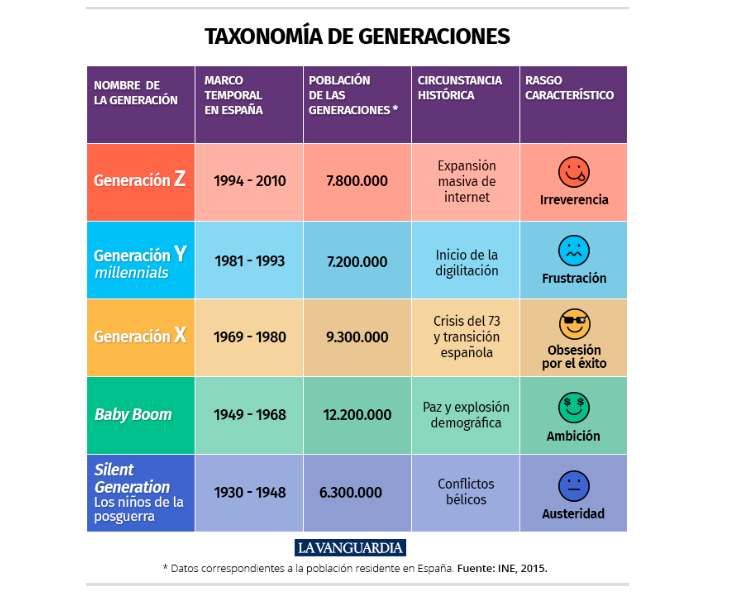 TAXONOMÍA DE GENERACIONES
NOMBRE DE
LA GENERACIÓN
MARCO
TEMPORAL
EN ESPAÑA
POBLACIÓN
DE LAS
GENERACIONES *
CIRCUNSTANCIA
HISTÓRICA
RASGO
CARACTERÍSTICO
Generación Z
1994 - 2010
7.800.000
Expansión
masiva de
internet
Irreverencia
Generación Y
millennials
1981 - 1993
7.200.000
Inicio de la
digilitación
Frustración
Generación X
1969 - 1980
9.300.000
Crisis del 73
y transición
española
Obsesión
por el éxito
Baby Boom
1949 - 1968
12.200.000
Paz y explosión
demográfica
$ $
Ambición
Silent
Generation
Los niños de la
posguerra
1930 - 1948
6.300.000
Conflictos
bélicos
Austeridad
LA VANGUARDIA
* Datos correspondientes a la población residente en España. Fuente: INE, 2015.